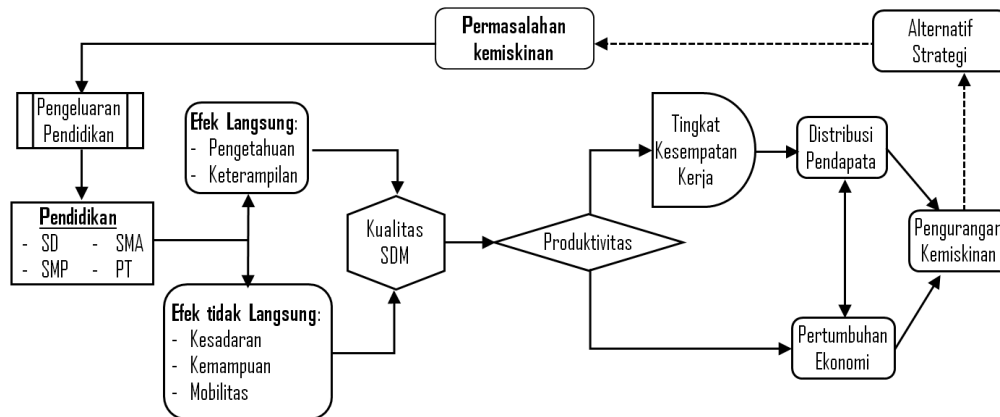 Permasalahan
kemiskinan
Alternatif
Strategi
Pengeluaran
Pendidikan
Efek Langsung:
- Pengetahuan
- Keterampilan
Tingkat
Kesempatan
Kerja
Distribusi
Pendapata
Pendidikan
- SD - SMA
- SMP - PT
Kualitas
SDM
Produktivitas
Pengurangan
Kemiskinan
Efek tidak Langsung:
- Kesadaran
- Kemampuan
- Mobilitas
Pertumbuhan
Ekonomi